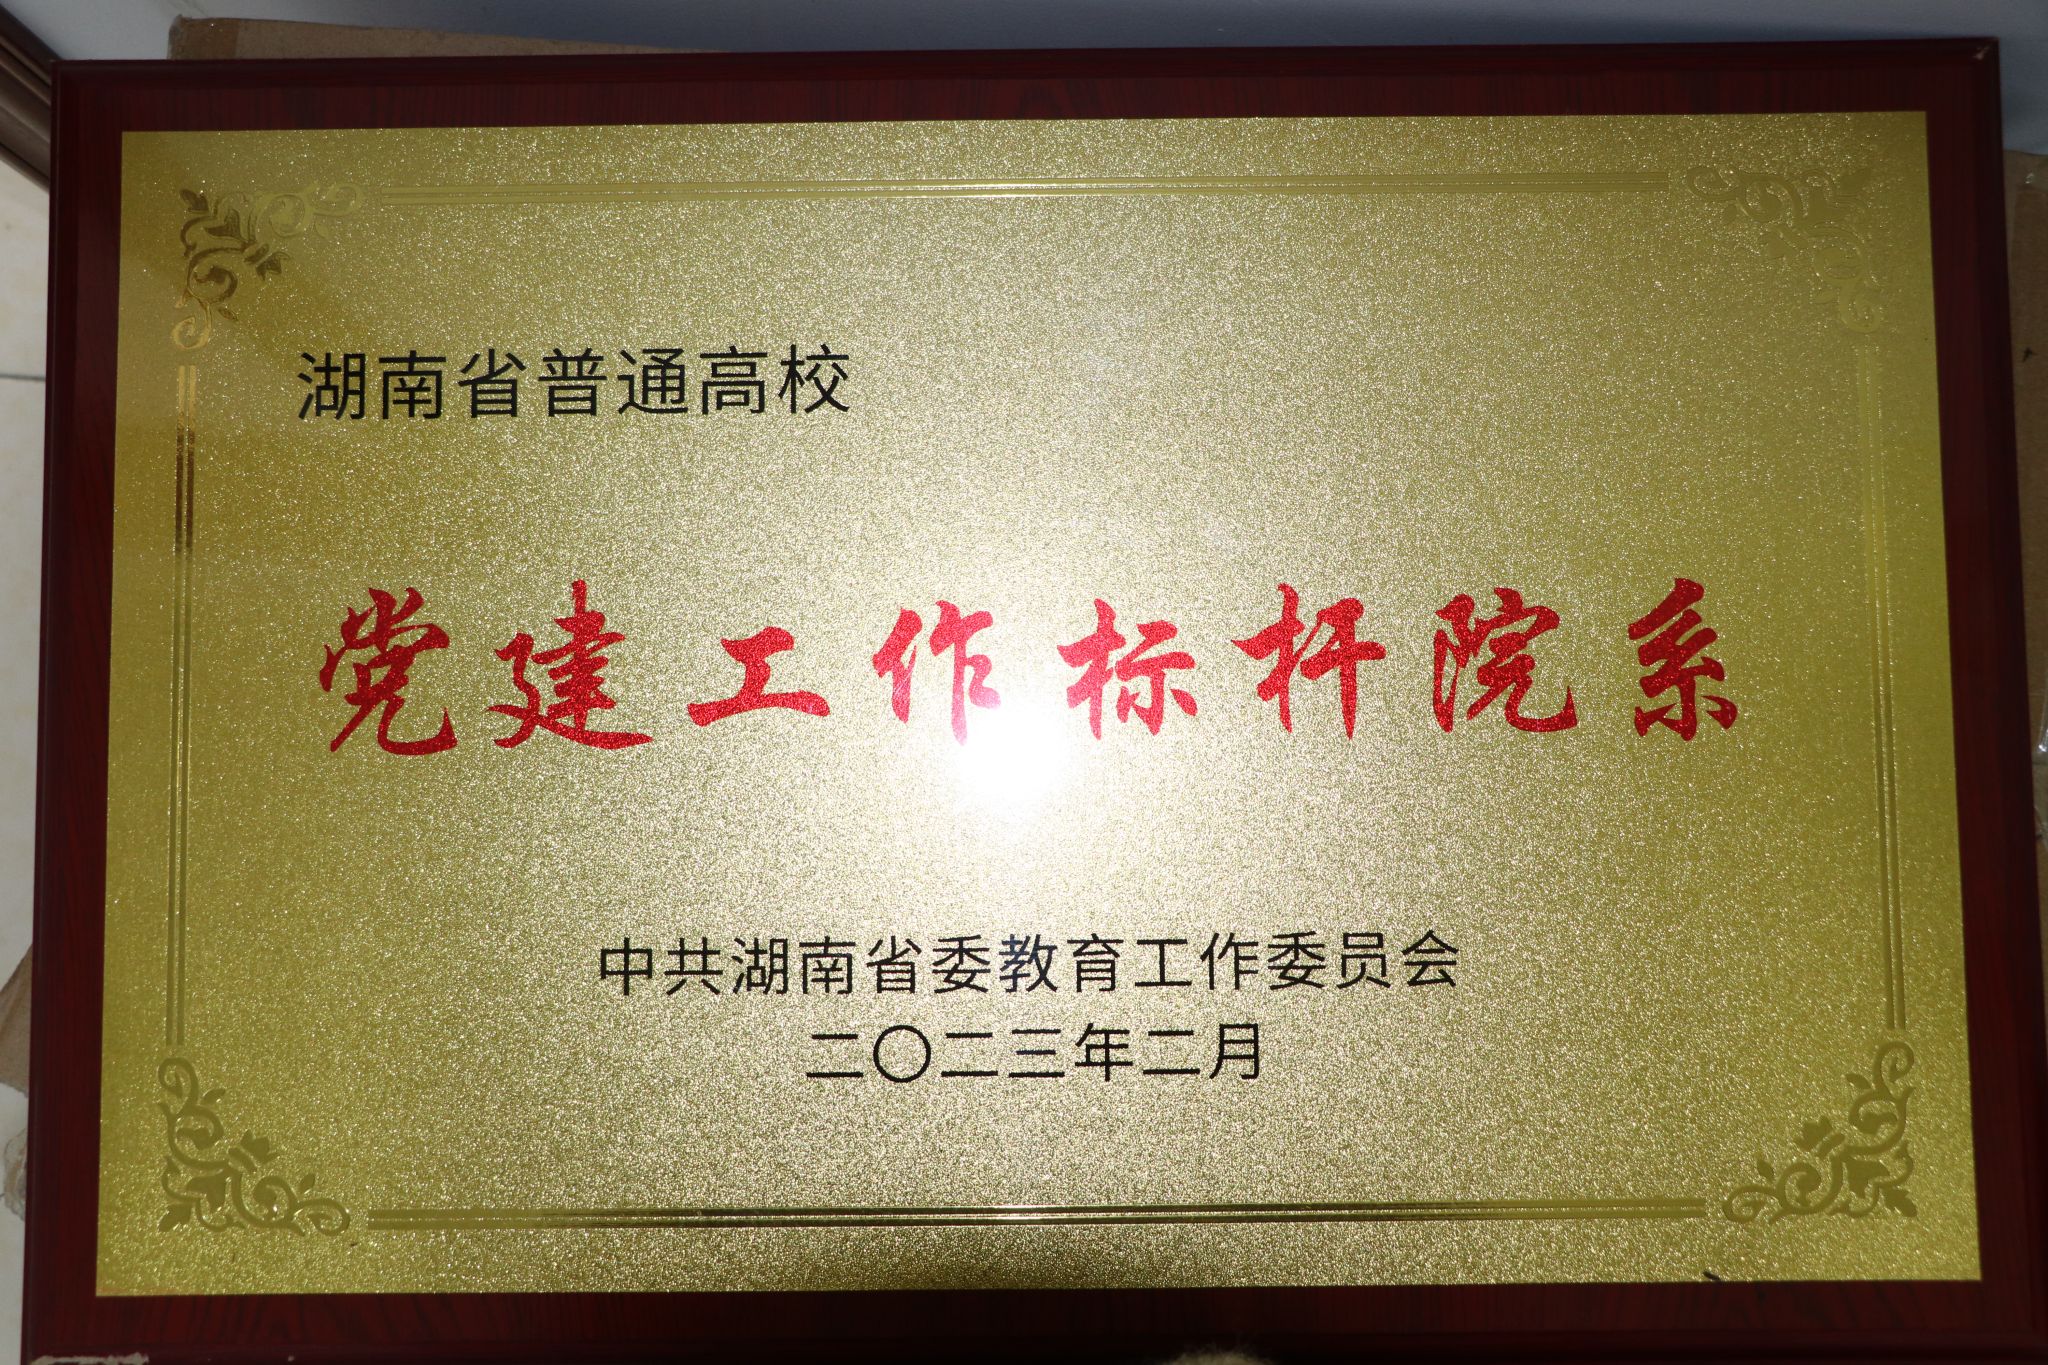 湖南省普通高校
党建工作标杆院系
中共湖南省委教育工作委员会
二〇二三年二月